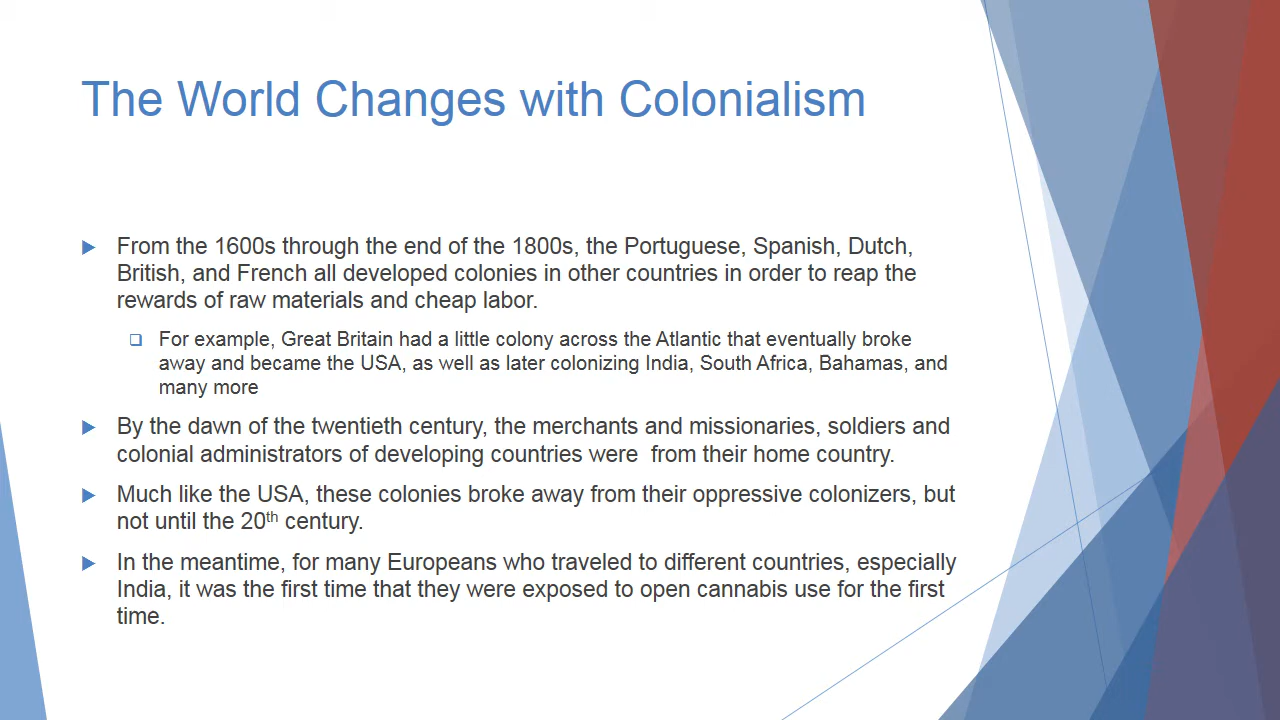 The World Changes with Colonialism
From the 1600s through the end of the 1800s, the Portuguese, Spanish, Dutch,
British, and French all developed colonies in other countries in order to reap the
rewards of raw materials and cheap labor.
For example, Great Britain had a little colony across the Atlantic that eventually broke
away and became the USA, as well as later colonizing India, South Africa, Bahamas, and
many more
By the dawn of the twentieth century, the merchants and missionaries, soldiers and
colonial administrators of developing countries were  from their home country.
Much like the USA, these colonies broke away from their oppressive colonizers, but
not until the 20th century.
In the meantime, for many Europeans who traveled to different countries, especially
India, it was the first time that they were exposed to open cannabis use for the first
time.